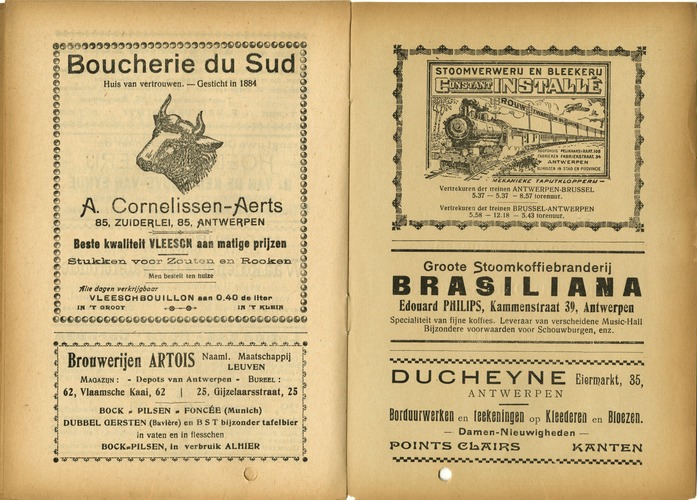 Boucherie du Sud
Huis van vertrouwen. — Gesticht in 1884
A. Cornelissen-Aerts
85, ZUIDERLEI, 85, ANTWERPEN
Beste kwaliteit VLEESCH aan matige prijzen
Stukken voor Zouten en Rooken
Men bestelt ten huize
Alle dagen verkrijgbaar
VLEESCHBOUILLON aan 0.40 de liter
IN 'T GROOT IN 'T KLEIN
Brouwerijen ARTOIS Naaml. Maatschappij
LEUVEN
MAGAZIJN : - Depots van Antwerpen - BUREEL :
62, Vlaamsche Kaai, 62 | 25, Gijzelaarsstraat, 25
BOCK - PILSEN - FONCÉE (Munich)
DUBBEL GERSTEN (Bavière) en B S T bijzonder tafelbier
in vaten en in flesschen
BOCK-PILSEN, in verbruik ALHIER
STOOMVERWERIJ EN BLEEKERIJ
CONSTANT INSTALLÉ
ROUW
MEKANIEKE TAPIJTKLOPPERIJ
Vertrekuren der treinen ANTWERPEN-BRUSSEL
5.37 — 5.37 - 8.57 torenuur.
Vertrekuren der treinen BRUSSEL-ANTWERPEN
5.58 — 12.18 - 5.43 torenuur.
Groote Stoomkoffiebranderij
BRASILIANA
Edouard PHILIPS, Kammenstraat 39, Antwerpen
Specialiteit van fijne koffies. Leveraar van verscheidene Music-Hall
Bijzondere voorwaarden voor Schouwburgen, enz.
DUCHEYNE Eiermarkt, 35,
ANTWERPEN
Borduurwerken en Teekeningen op Kleederen en Bloezen.
— Damen-Nieuwigheden —
POINTS CLAIRS KANTEN